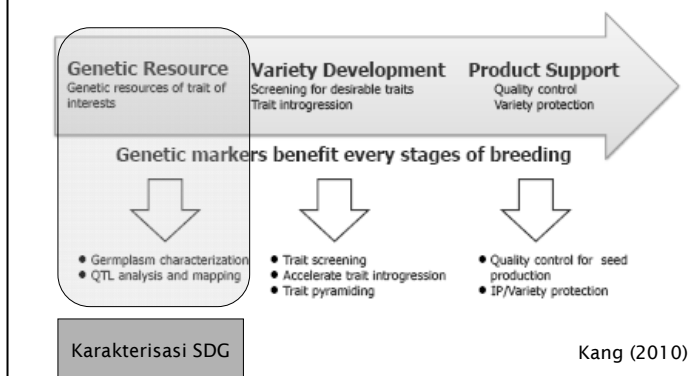 Genetic Resource
Genetic resources of trait of
interests
Variety Development
Screening for desirable traits
Trait introgression
Product Support
Quality control
Variety protection
Genetic markers benefit every stages of breeding
● Germplasm characterization
● QTL analysis and mapping
● Trait screening
● Accelerate trait introgression
● Trait pyramiding
● Quality control for seed
production
● IP/Variety protection
Karakterisasi SDG
Kang (2010)